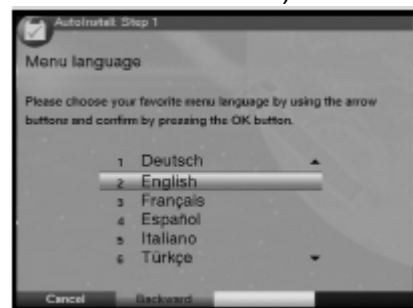 AutoInstall: Step 1
Menu language
Please choose your favorite menu language by using the arrow
buttons and confirm by pressing the OK button.
1 Deutsch
2 English
3 Français
4 Español
5 Italiano
6 Türkçe
Cancel
Backward